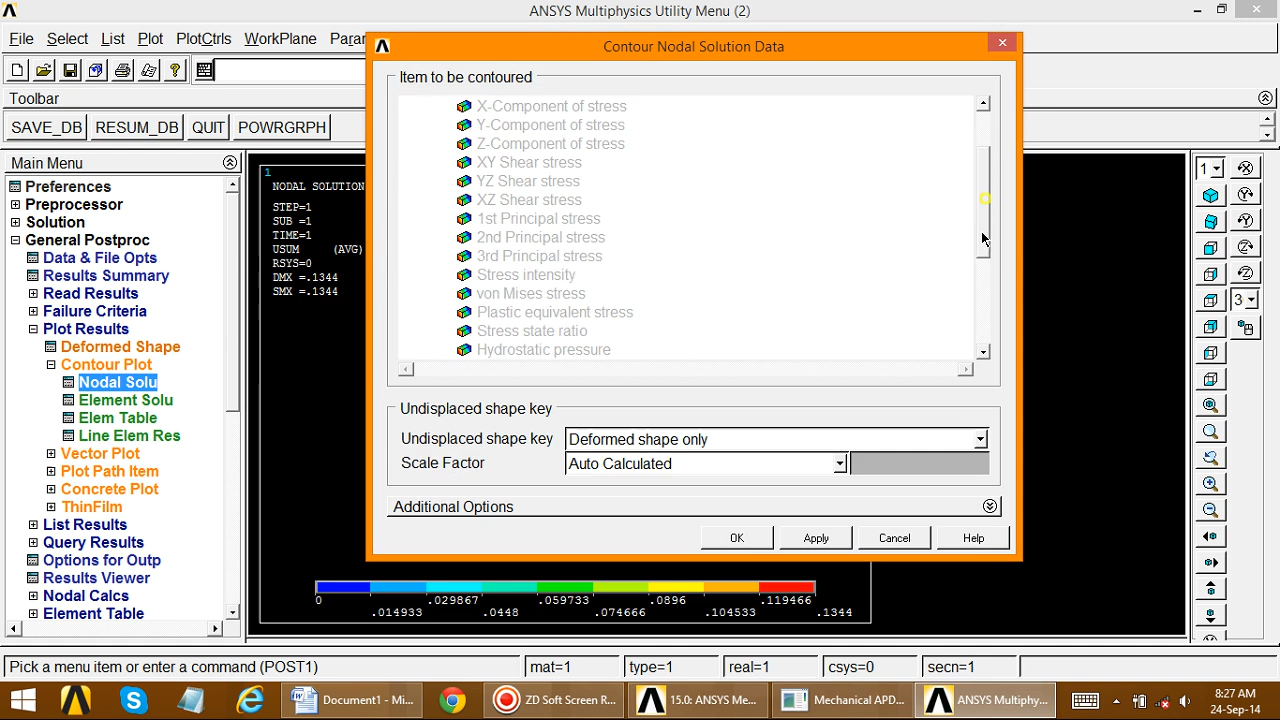 ANSYS Multiphysics Utility Menu (2)
File Select List Plot PlotCtrls WorkPlane Param
Contour Nodal Solution Data
Toolbar
SAVE_DB RESUM_DB QUIT POWRGRPH
Main Menu
Preferences
Preprocessor
Solution
General Postproc
Data & File Opts
Results Summary
Read Results
Failure Criteria
Plot Results
Deformed Shape
Contour Plot
Nodal Solu
Element Solu
Elem Table
Line Elem Res
Vector Plot
Plot Path Item
Concrete Plot
ThinFilm
List Results
Query Results
Options for Outp
Results Viewer
Nodal Calcs
Element Table
1
NODAL SOLUTION
STEP=1
SUB =1
TIME=1
USUM (AVG)
RSYS=0
DMX =.1344
SMX =.1344
Item to be contoured
X-Component of stress
Y-Component of stress
Z-Component of stress
XY Shear stress
YZ Shear stress
XZ Shear stress
1st Principal stress
2nd Principal stress
3rd Principal stress
Stress intensity
von Mises stress
Plastic equivalent stress
Stress state ratio
Hydrostatic pressure
Undisplaced shape key
Undisplaced shape key Deformed shape only
Scale Factor Auto Calculated
Additional Options
OK Apply Cancel Help
0 .029867 .059733 .0896 .119466
.014933 .0448 .074666 .104533 .1344
1
3
Pick a menu item or enter a command (POST1) mat=1 type=1 real=1 csys=0 secn=1
Document1 - Mi... ZD Soft Screen R... 15.0: ANSYS Me... Mechanical APD... ANSYS Multiphy...
8:27 AM
24-Sep-14